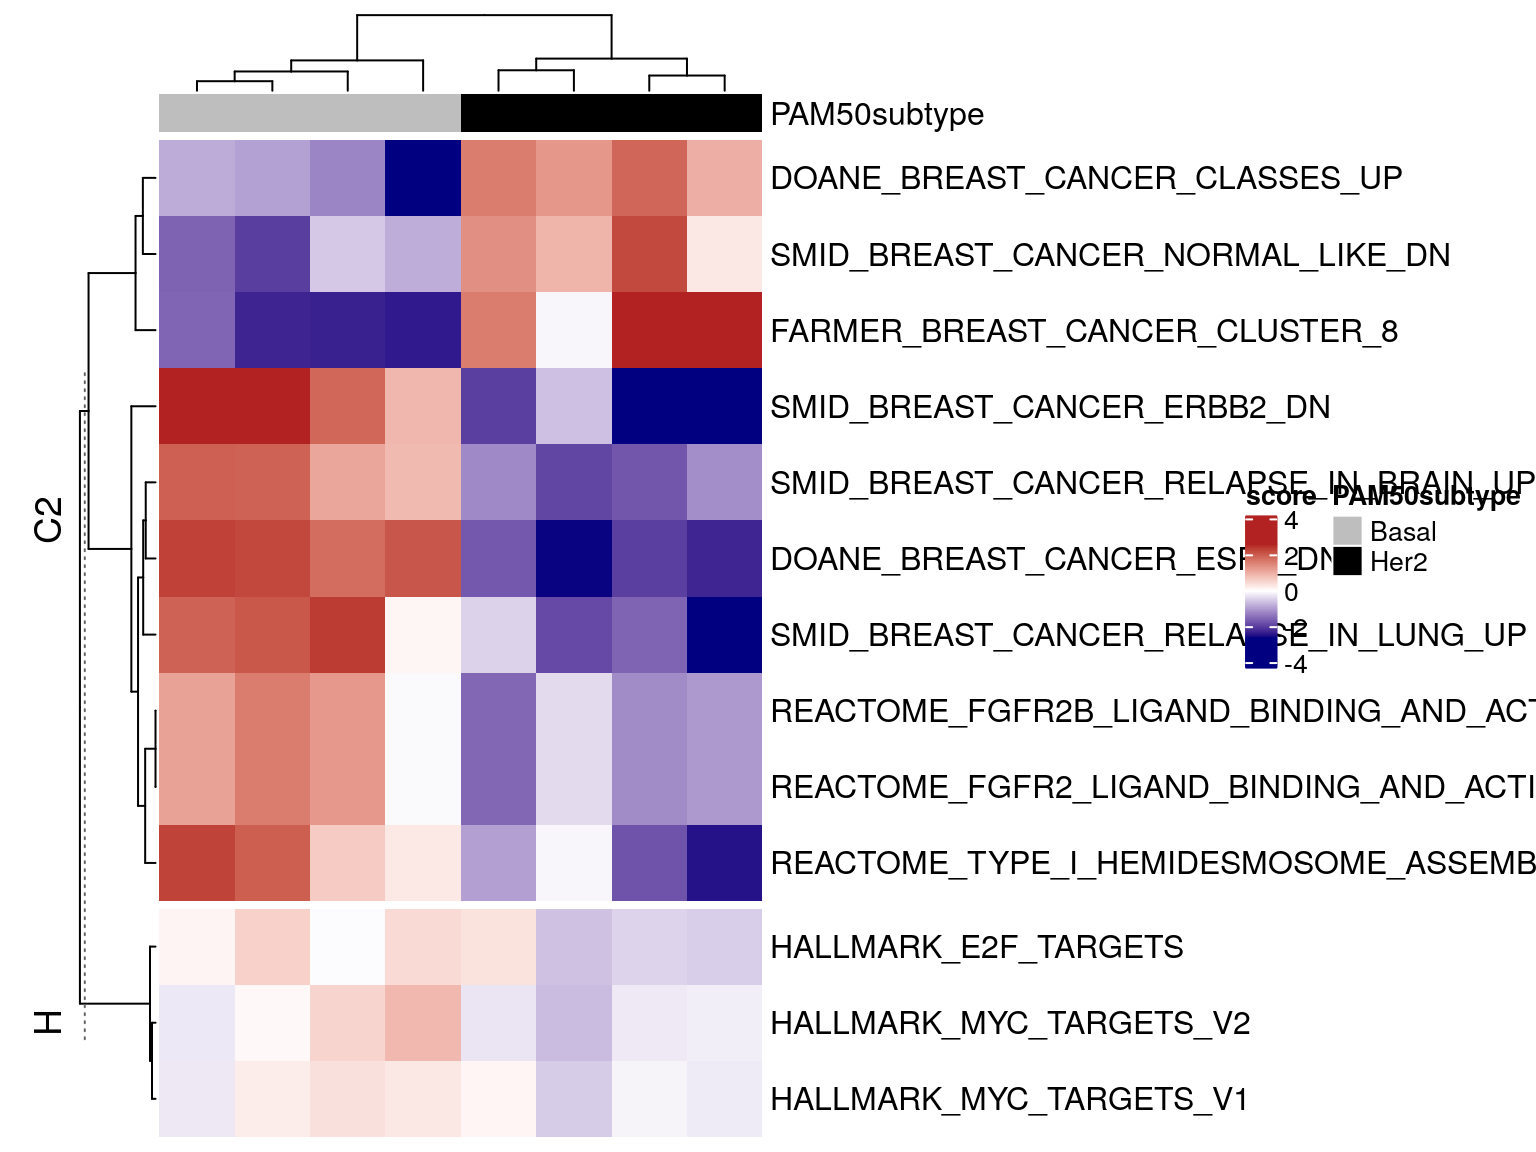 PAM50subtype
DOANE_BREAST_CANCER_CLASSES_UP
SMID_BREAST_CANCER_NORMAL_LIKE_DN
FARMER_BREAST_CANCER_CLUSTER_8
SMID_BREAST_CANCER_ERBB2_DN
SMID_BREAST_CANCER_RELAPSE_IN_BRAIN_UP
SMID_BREAST_CANCER_RELAPSE_IN_LUNG_UP
REACTOME_FGFR2B_LIGAND_BINDING_AND_ACT
REACTOME_FGFR2_LIGAND_BINDING_AND_ACTI
REACTOME_TYPE_I_HEMIDESMOSOME_ASSEMB
HALLMARK_E2F_TARGETS
HALLMARK_MYC_TARGETS_V2
HALLMARK_MYC_TARGETS_V1
C2
H
score
4
2
0
-2
-4
PAM50subtype
Basal
Her2